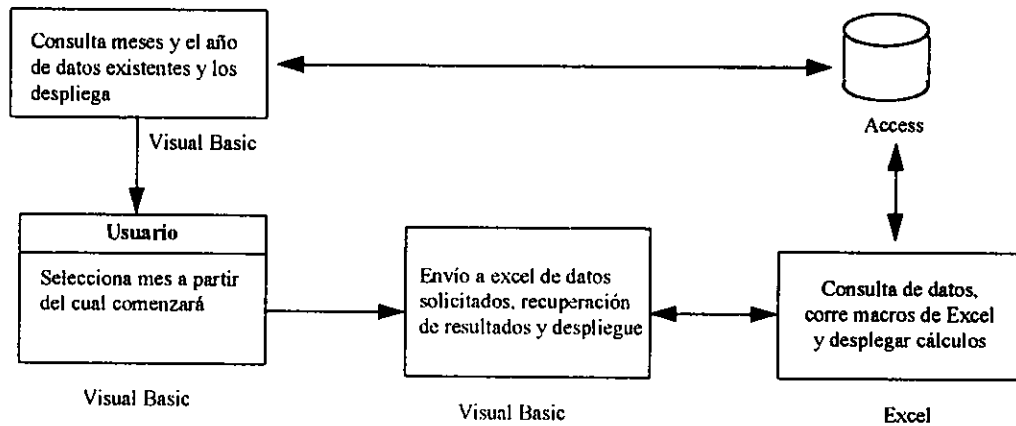 Consulta meses y el año
de datos existentes y los
despliega
Visual Basic
Access
Usuario
Selecciona mes a partir
del cual comenzará
Visual Basic
Envío a excel de datos
solicitados, recuperación
de resultados y despliegue
Visual Basic
Consulta de datos,
corre macros de Excel
y desplegar cálculos
Excel